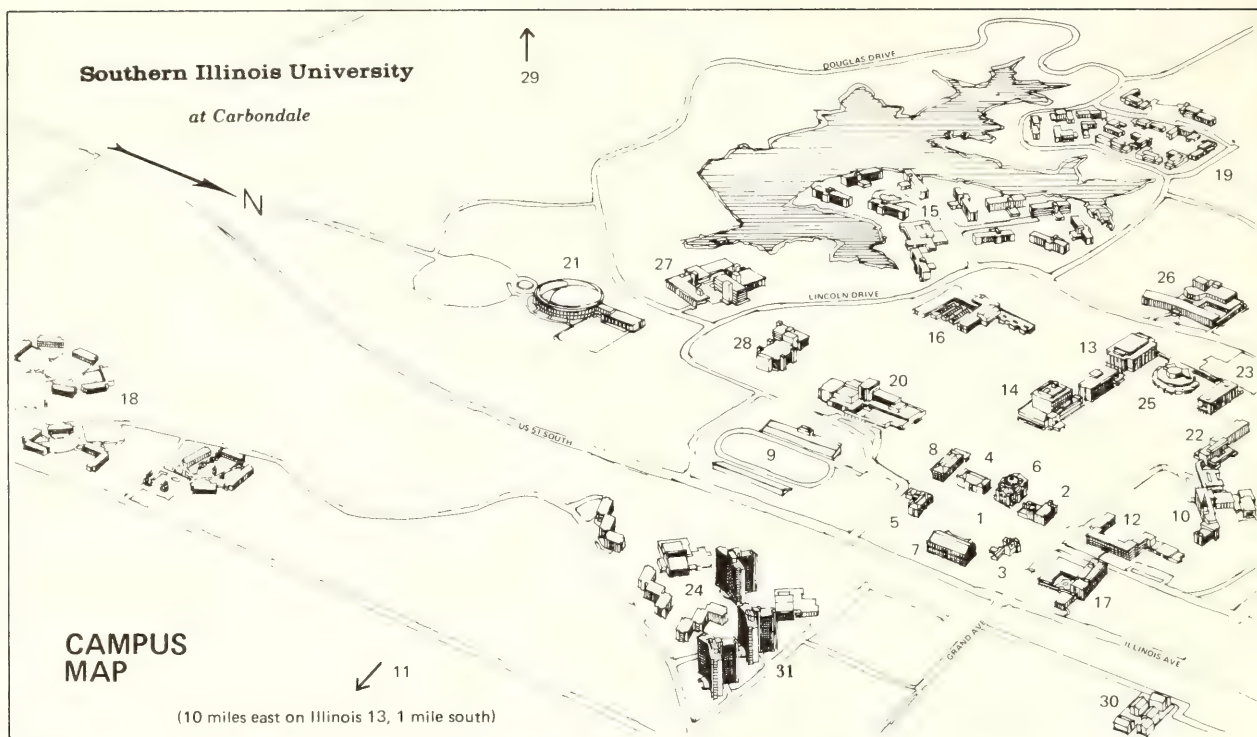 Southern Illinois University
at Carbondale
29
DOUGLAS DRIVE
N
19
15
21
27
LINCOLN DRIVE
26
16
28
13
23
18
20
14
25
US 51 SOUTH
22
9
8
4
6
2
5
1
12
10
7
3
24
17
GRAND AVE
ILLINOIS AVE
CAMPUS
MAP
31
11
30
(10 miles east on Illinois 13, 1 mile south)